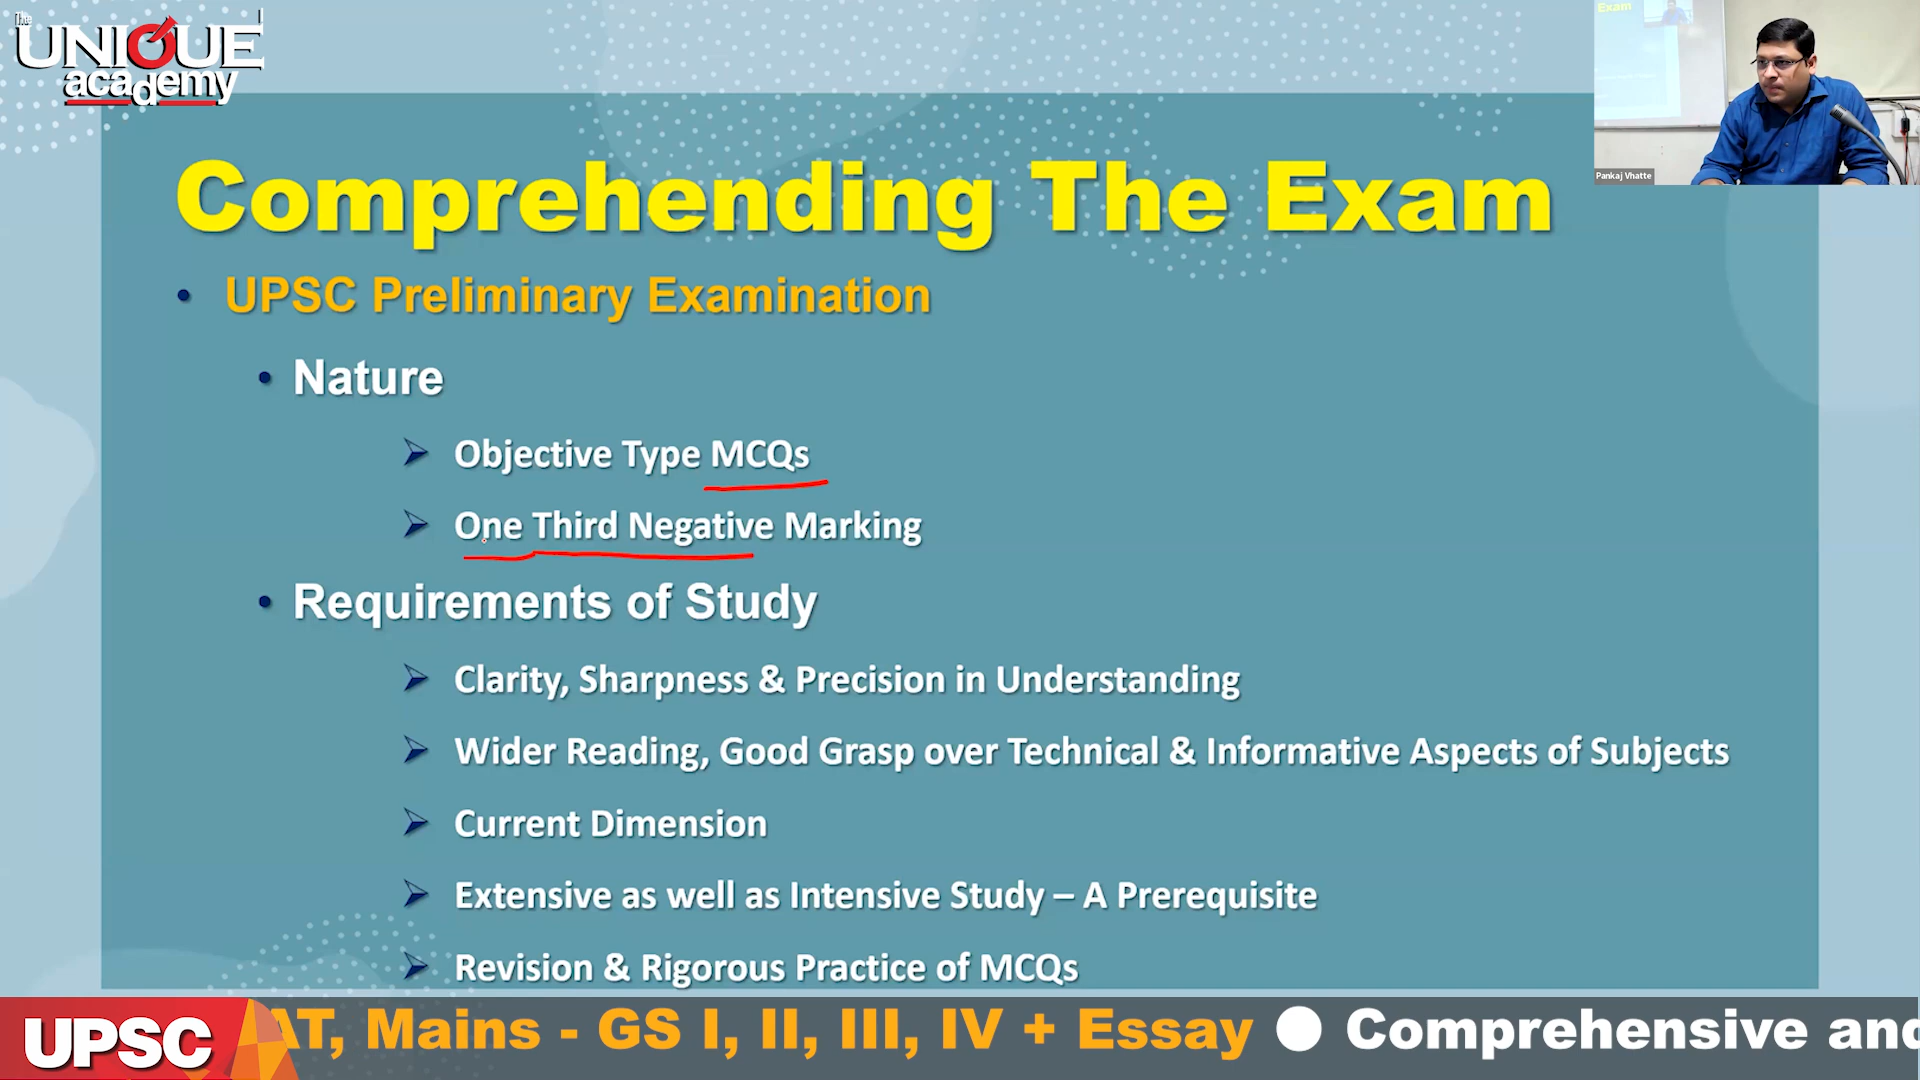 The
UNIQUE
academy
Exam
Pankaj Vhatte
Comprehending The Exam
• UPSC Preliminary Examination
• Nature
➢ Objective Type MCQs
➢ One Third Negative Marking
• Requirements of Study
➢ Clarity, Sharpness & Precision in Understanding
➢ Wider Reading, Good Grasp over Technical & Informative Aspects of Subjects
➢ Current Dimension
➢ Extensive as well as Intensive Study – A Prerequisite
➢ Revision & Rigorous Practice of MCQs
UPSC
AT, Mains - GS I, II, III, IV + Essay ● Comprehensive and